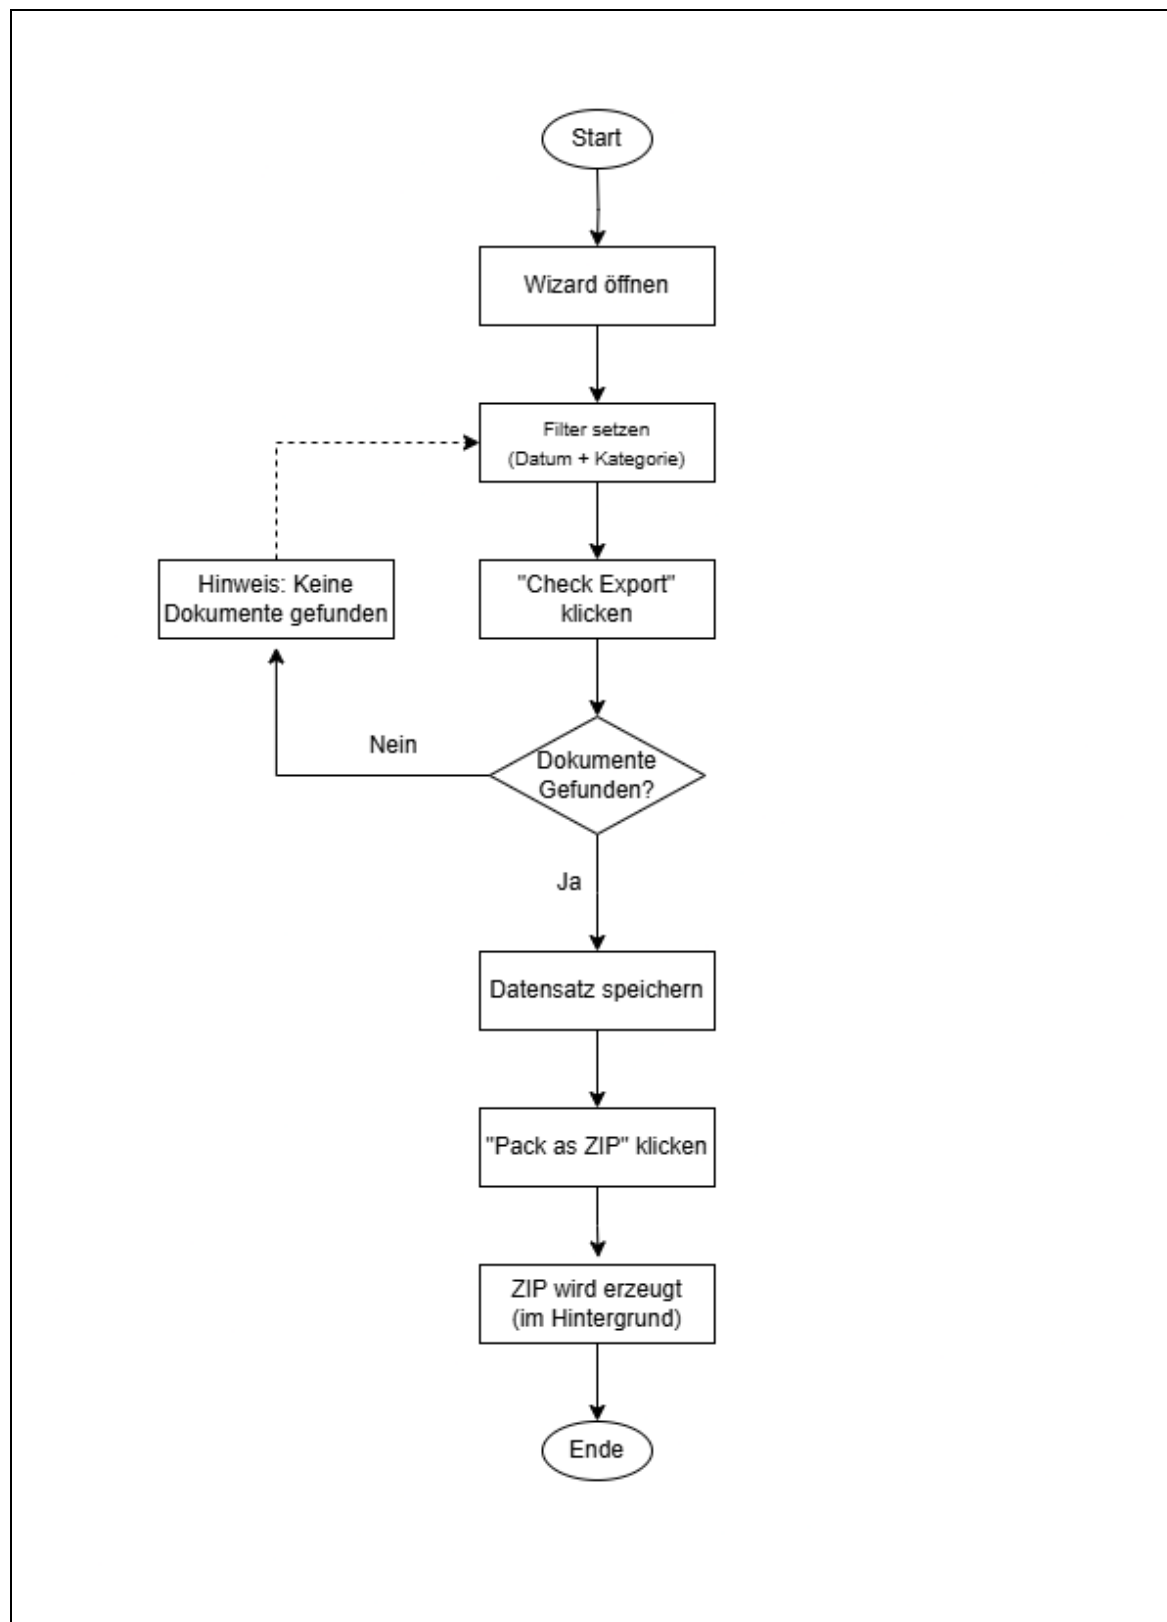 Start
Wizard öffnen
Filter setzen
(Datum + Kategorie)
Hinweis: Keine
Dokumente gefunden
"Check Export"
klicken
Nein
Dokumente
Gefunden?
Ja
Datensatz speichern
"Pack as ZIP" klicken
ZIP wird erzeugt
(im Hintergrund)
Ende